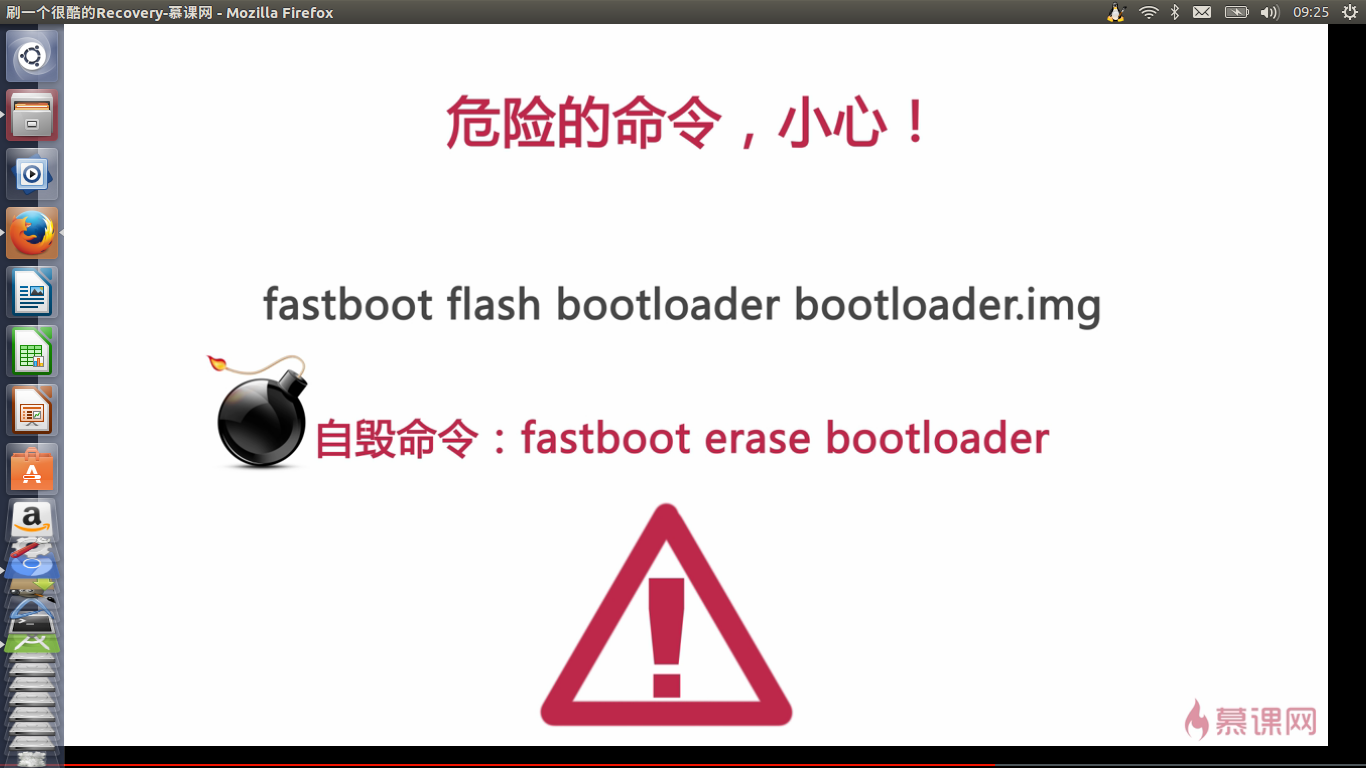 刷一个很酷的Recovery-慕课网 - Mozilla Firefox
09:25
危险的命令，小心！
fastboot flash bootloader bootloader.img
自毁命令：fastboot erase bootloader
慕课网